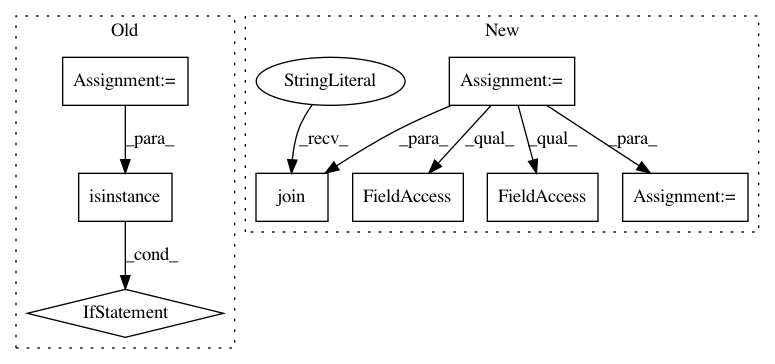 Old
New
Assignment:=
StringLiteral
Assignment:=
_para_
_recv_
_para_
_qual_
_qual_
_para_
isinstance
join
FieldAccess
FieldAccess
Assignment:=
_cond_
IfStatement